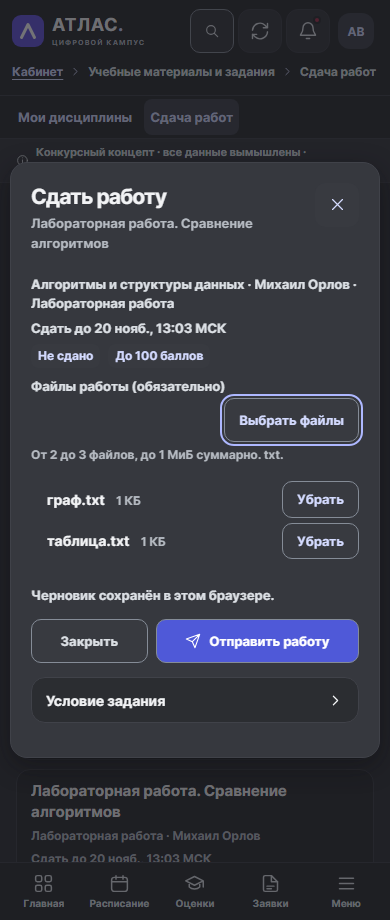 АТЛАС.
ЦИФРОВОЙ КАМПУС
АВ
Кабинет
Учебные материалы и задания
Сдача работ
Мои дисциплины
Сдача работ
Конкурсный концепт · все данные вымышлены ·
Сдать работу
Лабораторная работа. Сравнение
алгоритмов
Алгоритмы и структуры данных · Михаил Орлов ·
Лабораторная работа
Сдать до 20 нояб., 13:03 МСК
Не сдано
До 100 баллов
Файлы работы (обязательно)
Выбрать файлы
От 2 до 3 файлов, до 1 МиБ суммарно. txt.
граф.txt 1 КБ
Убрать
таблица.txt 1 КБ
Убрать
Черновик сохранён в этом браузере.
Закрыть
Отправить работу
Условие задания
Лабораторная работа. Сравнение
алгоритмов
Лабораторная работа · Михаил Орлов
Сдать до 20 нояб., 13:03 МСК
Главная
Расписание
Оценки
Заявки
Меню